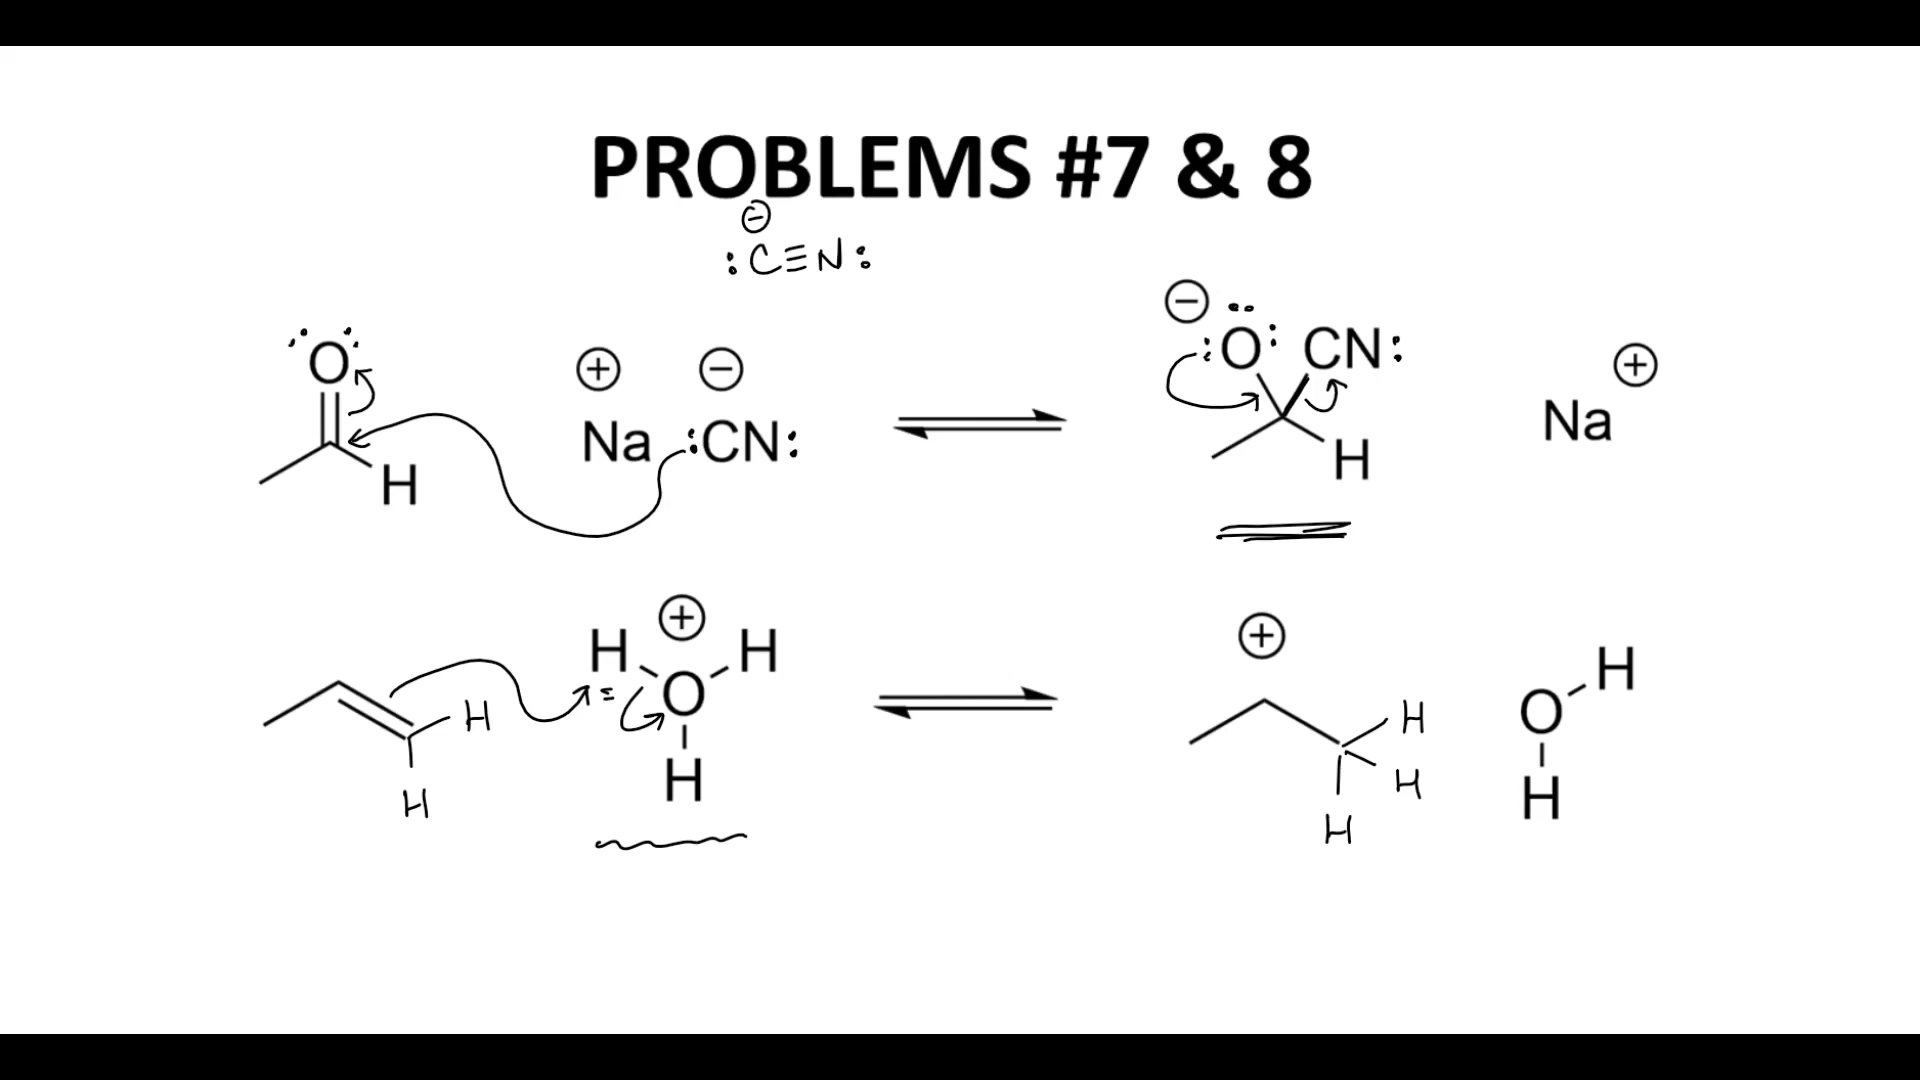 PROBLEMS #7 & 8
⊖
:C≡N:
O H ⊕ Na ⊖ :CN: ⇌ ⊖ :O: CN: H Na ⊕
H H H ⊕ O H H ⇌ ⊕ H H H O H H